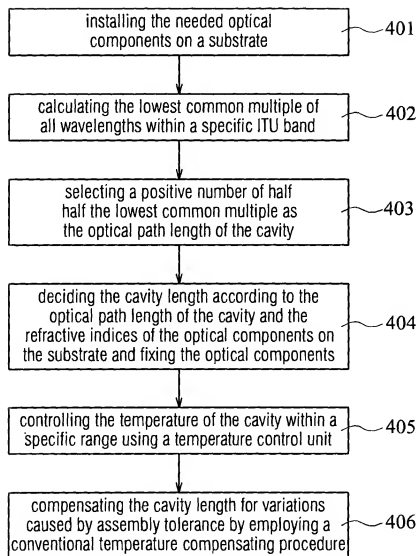 installing the needed optical
components on a substrate
401
calculating the lowest common multiple of
all wavelengths within a specific ITU band
402
selecting a positive number of half
half the lowest common multiple as
the optical path length of the cavity
403
deciding the cavity length according to the
optical path length of the cavity and the
refractive indices of the optical components on
the substrate and fixing the optical components
404
controlling the temperature of the cavity within a
specific range using a temperature control unit
405
compensating the cavity length for variations
caused by assembly tolerance by employing a
conventional temperature compensating procedure
406